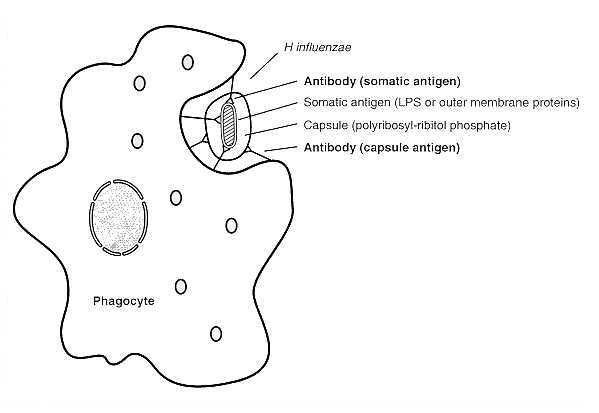 H influenzae
Antibody (somatic antigen)
Somatic antigen (LPS or outer membrane proteins)
Capsule (polyribosyl-ribitol phosphate)
Antibody (capsule antigen)
Phagocyte